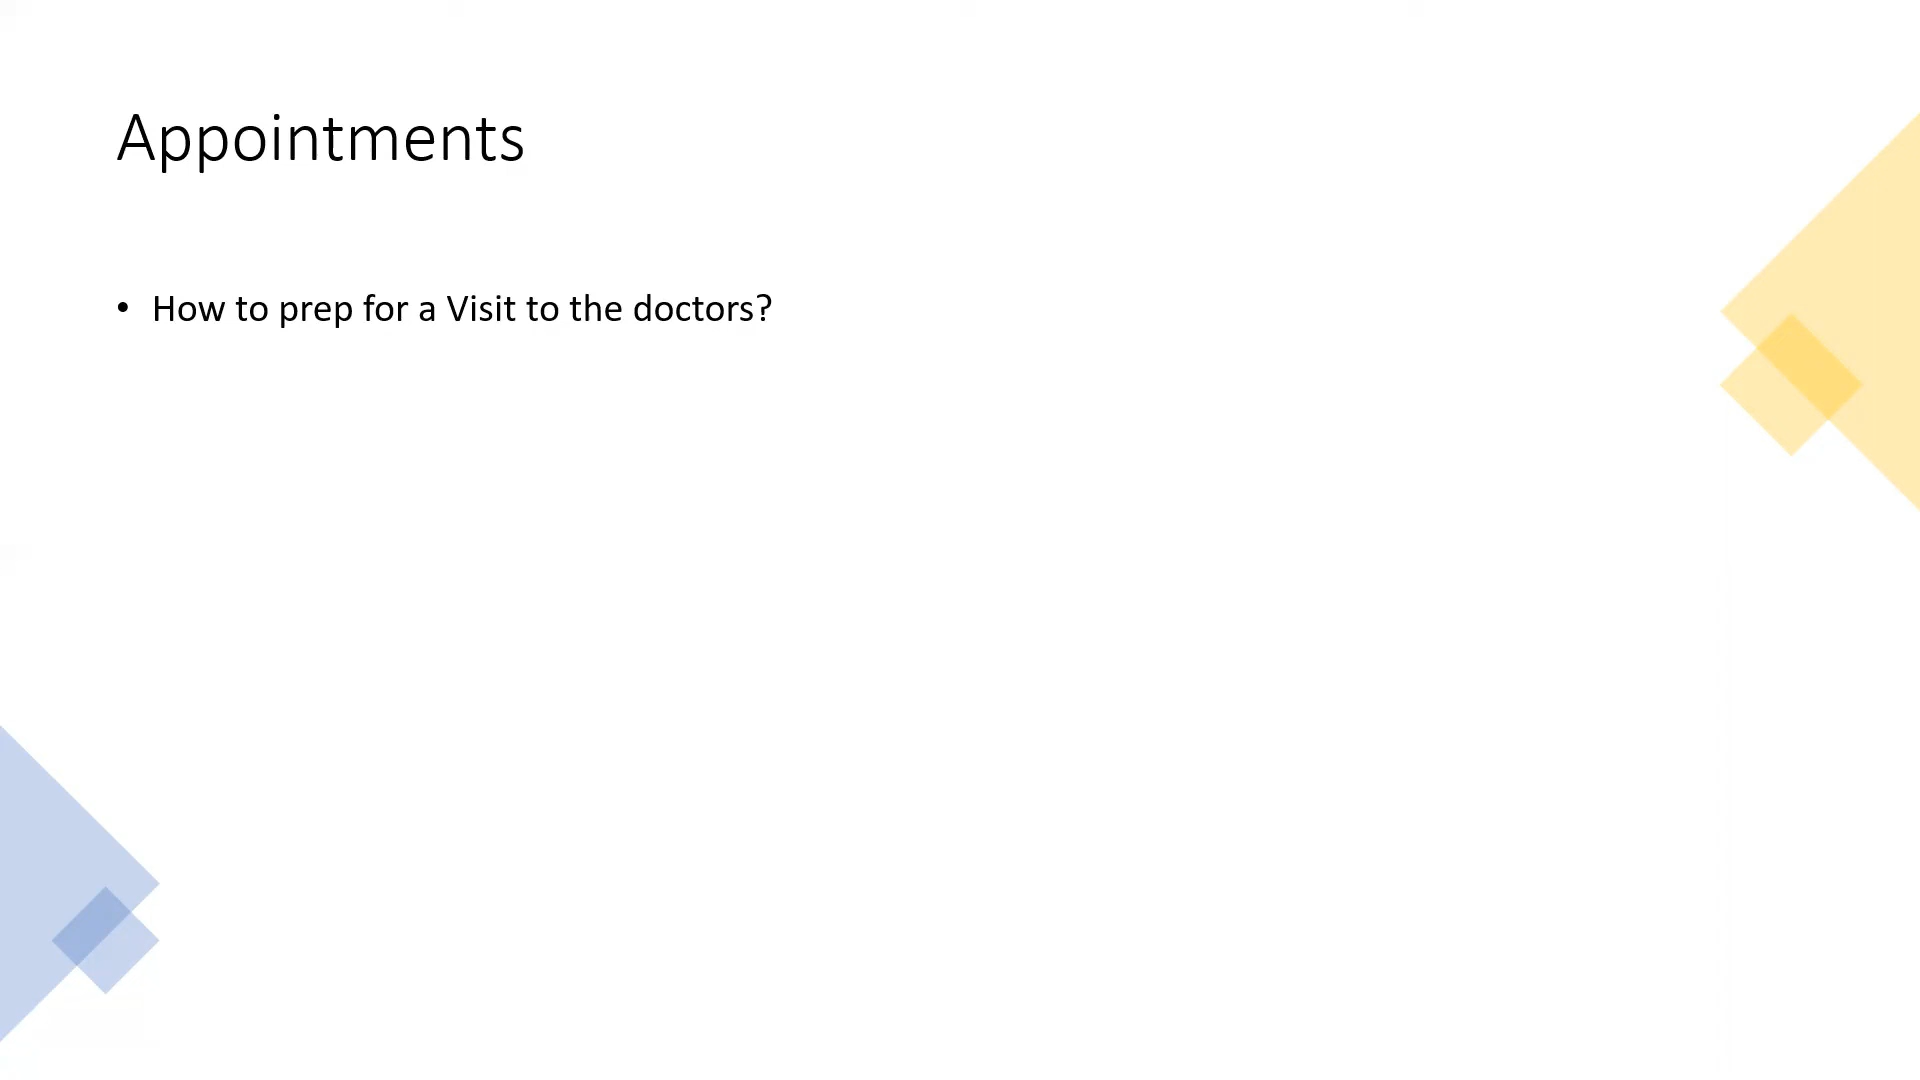 Appointments
• How to prep for a Visit to the doctors?